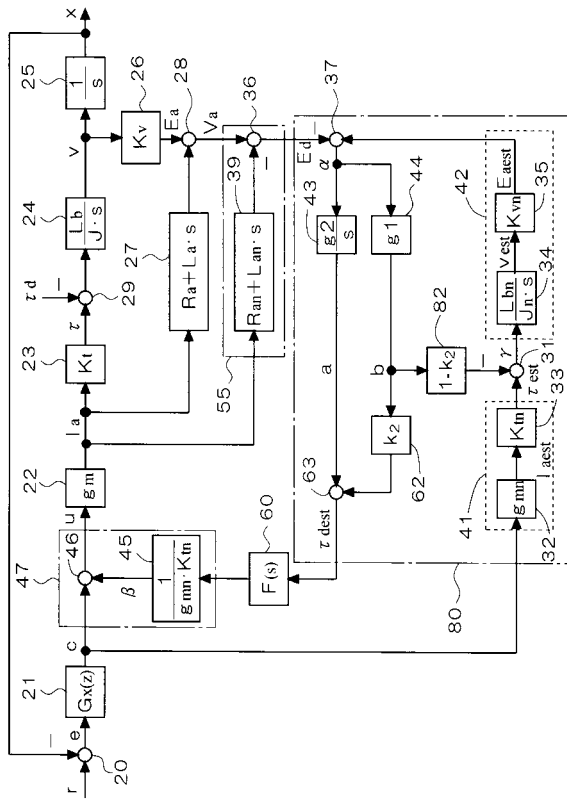 r
20
−
e
21
Gx(z)
c
47
46
β
45
1
gmn・Ktn
60
F(s)
u
22
gm
Ia
23
Kt
τ
τd
−
29
24
Lb
J・s
v
25
1
s
x
26
Kv
Ea
28
Va
27
Ra+La・s
55
39
Ran+Lan・s
36
−
Ed
−
37
α
43
g2
s
44
g1
a
b
82
1-k2
−
k2
62
63
τdest
80
41
gmn
32
Iaest
Ktn
33
τest
31
γ
42
Lbn
Jn・s
34
vest
Kvn
35
Eaest